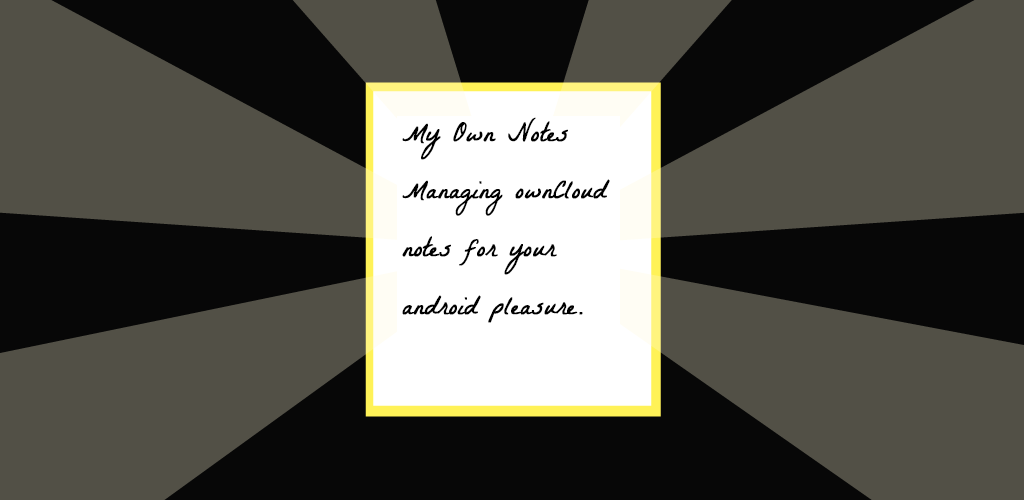 My Own Notes
Managing ownCloud
notes for your
android pleasure.